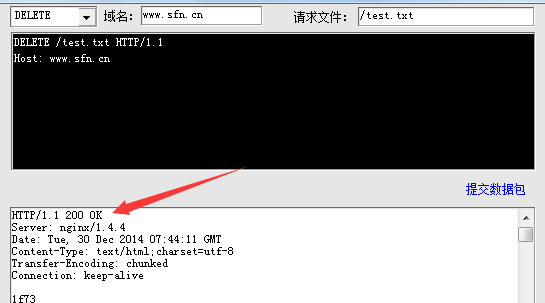 DELETE 域名: www.sfn.cn 请求文件: /test.txt
DELETE /test.txt HTTP/1.1
Host: www.sfn.cn
提交数据包
HTTP/1.1 200 OK
Server: nginx/1.4.4
Date: Tue, 30 Dec 2014 07:44:11 GMT
Content-Type: text/html;charset=utf-8
Transfer-Encoding: chunked
Connection: keep-alive
1f73